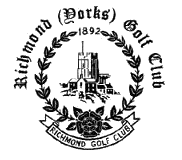 Richmond (Yorks) Golf Club
1892
RICHMOND GOLF CLUB